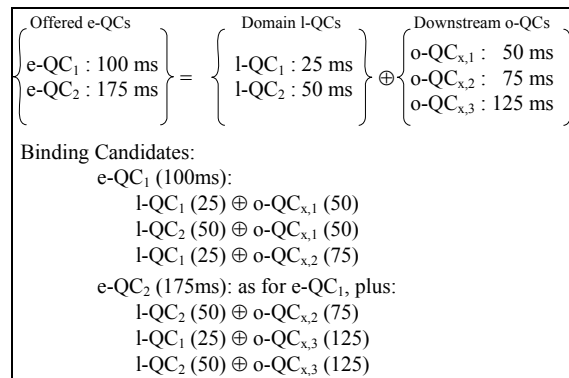 Offered e-QCs Domain l-QCs Downstream o-QCs
e-QC₁ : 100 ms = l-QC₁ : 25 ms ⊕ o-QCₓ,₁ : 50 ms
e-QC₂ : 175 ms l-QC₂ : 50 ms o-QCₓ,₂ : 75 ms
o-QCₓ,₃ : 125 ms
Binding Candidates:
e-QC₁ (100ms):
l-QC₁ (25) ⊕ o-QCₓ,₁ (50)
l-QC₂ (50) ⊕ o-QCₓ,₁ (50)
l-QC₁ (25) ⊕ o-QCₓ,₂ (75)
e-QC₂ (175ms): as for e-QC₁, plus:
l-QC₂ (50) ⊕ o-QCₓ,₂ (75)
l-QC₁ (25) ⊕ o-QCₓ,₃ (125)
l-QC₂ (50) ⊕ o-QCₓ,₃ (125)